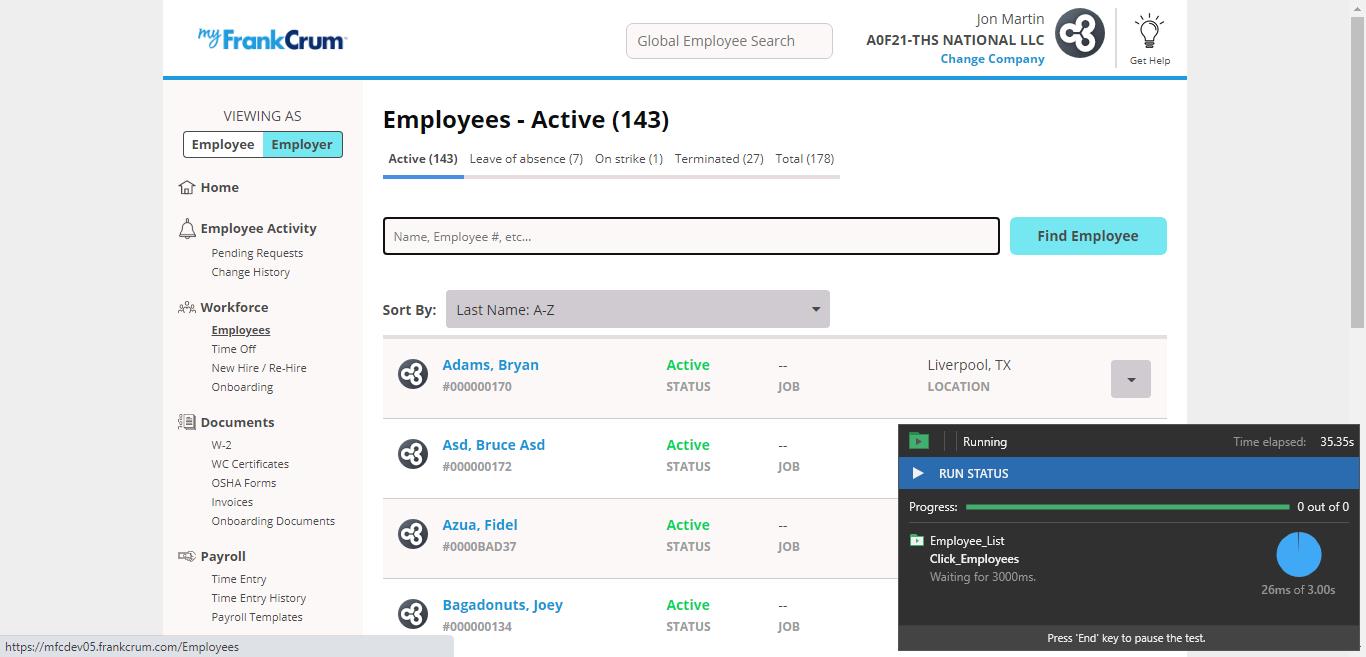 myFrankCrum
Global Employee Search
Jon Martin
A0F21-THS NATIONAL LLC
Change Company
Get Help
VIEWING AS
Employee Employer
Home
Employee Activity
Pending Requests
Change History
Workforce
Employees
Time Off
New Hire / Re-Hire
Onboarding
Documents
W-2
WC Certificates
OSHA Forms
Invoices
Onboarding Documents
Payroll
Time Entry
Time Entry History
Payroll Templates
Employees - Active (143)
Active (143) Leave of absence (7) On strike (1) Terminated (27) Total (178)
Name, Employee #, etc... Find Employee
Sort By: Last Name: A-Z
Adams, Bryan Active -- Liverpool, TX
#000000170 STATUS JOB LOCATION
Asd, Bruce Asd Active --
#000000172 STATUS JOB
Azua, Fidel Active --
#0000BAD37 STATUS JOB
Bagadonuts, Joey Active --
#000000134 STATUS JOB
Running Time elapsed: 35.35s
RUN STATUS
Progress: 0 out of 0
Employee_List
Click_Employees
Waiting for 3000ms.
26ms of 3.00s
Press 'End' key to pause the test.
https://mfcdev05.frankcrum.com/Employees